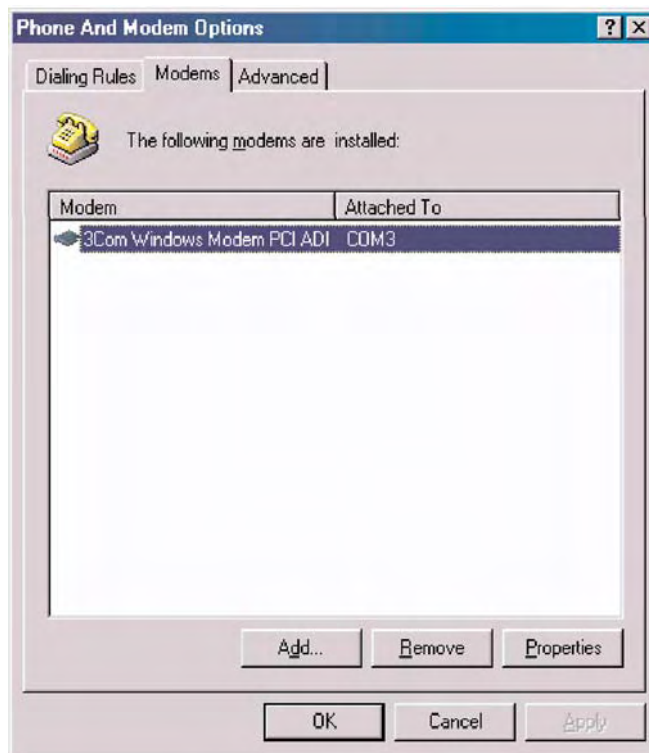 Phone And Modem Options
Dialing Rules Modems Advanced
The following modems are installed:
Modem Attached To
3Com Windows Modem PCI ADI COM3
Add... Remove Properties
OK Cancel Apply